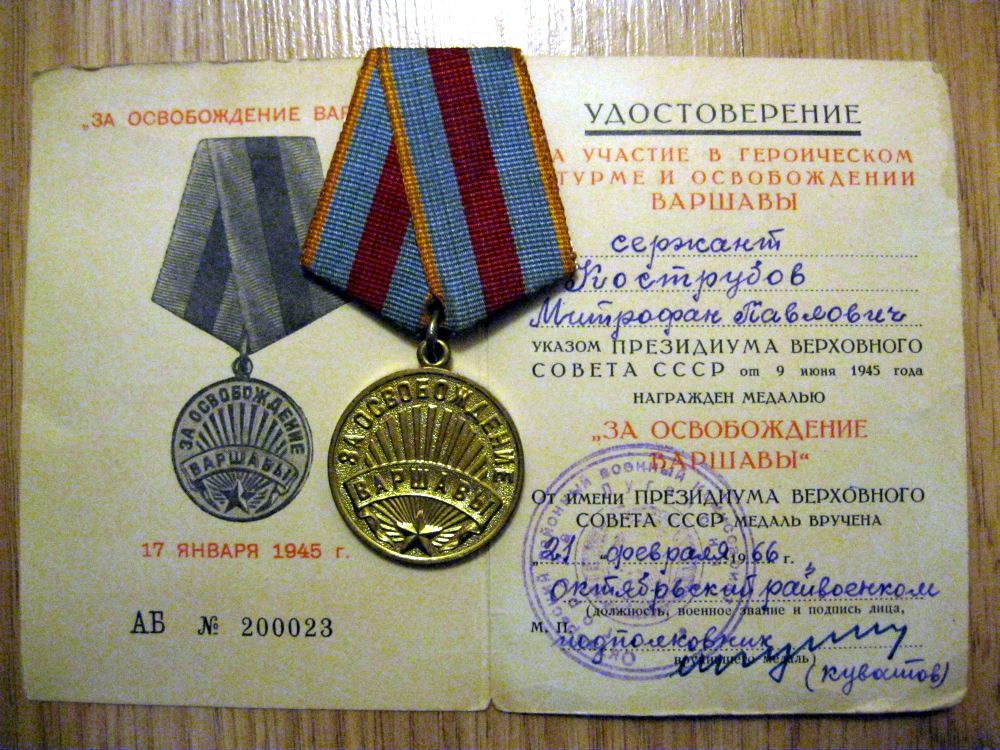 „ЗА ОСВОБОЖДЕНИЕ ВАР
ЗА ОСВОБОЖДЕНИЕ
ВАРШАВЫ
17 ЯНВАРЯ 1945 г.
АБ № 200023
ЗА ОСВОБОЖДЕНИЕ
ВАРШАВЫ
УДОСТОВЕРЕНИЕ
А УЧАСТИЕ В ГЕРОИЧЕСКОМ
ТУРМЕ И ОСВОБОЖДЕНИИ
ВАРШАВЫ
сержант
Кострубов
Митрофан Павлович
УКАЗОМ ПРЕЗИДИУМА ВЕРХОВНОГО
СОВЕТА СССР от 9 июня 1945 года
НАГРАЖДЕН МЕДАЛЬЮ
„ЗА ОСВОБОЖДЕНИЕ
ВАРШАВЫ“
От имени ПРЕЗИДИУМА ВЕРХОВНОГО
СОВЕТА СССР МЕДАЛЬ ВРУЧЕНА
„21 “ февраля 1966 г.
октябрьский райвоенком
(должность, военное звание и подпись лица,
М. П.
подполковник
вручившего медаль)
(куватов)